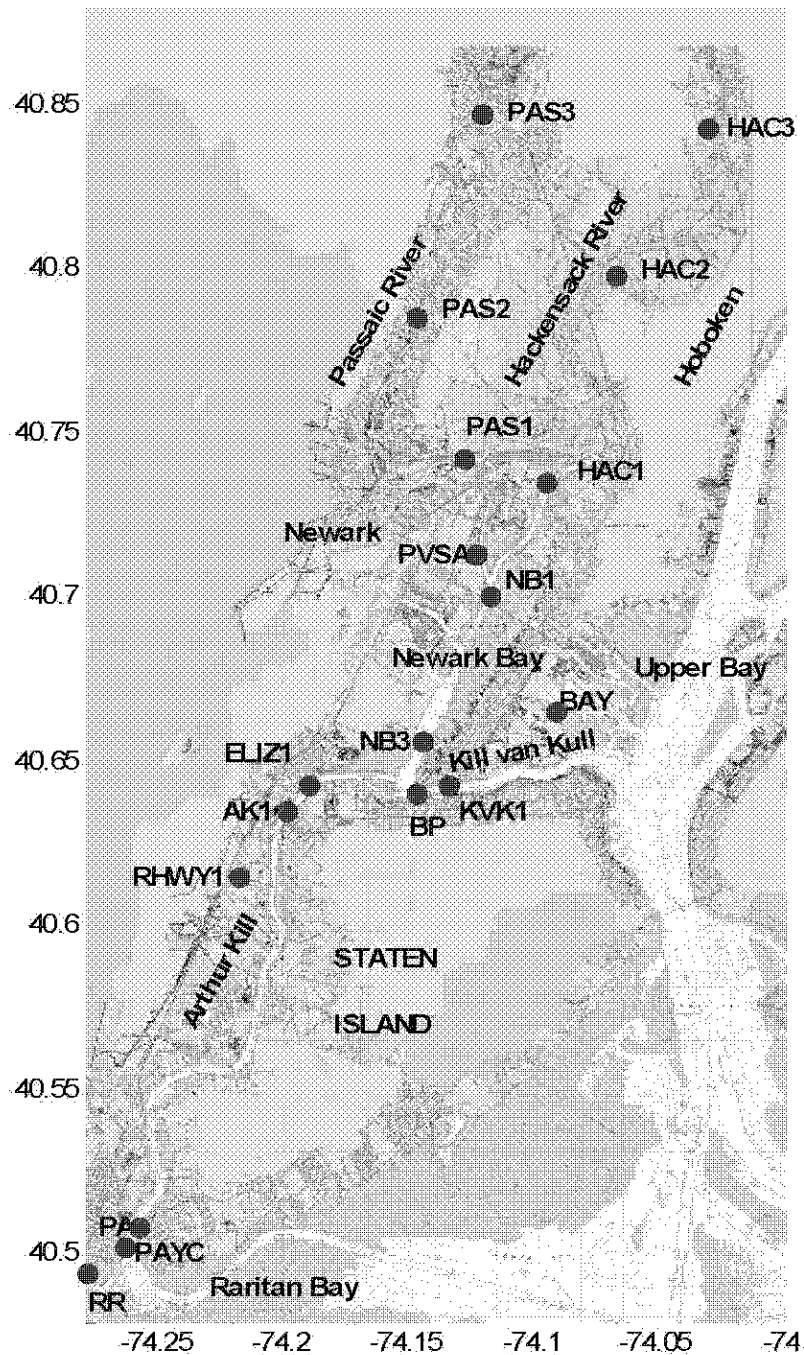 40.85
PAS3
HAC3
40.8
Passaic River
Hackensack River
HAC2
PAS2
Hoboken
40.75
PAS1
HAC1
Newark
PVSA
40.7
NB1
Newark Bay
Upper Bay
BAY
NB3
40.65
ELIZ1
Kill van Kull
AK1
BP
KVK1
RHWY1
40.6
Arthur Kill
STATEN
ISLAND
40.55
PA
40.5
PAYC
Raritan Bay
RR
-74.25
-74.2
-74.15
-74.1
-74.05
-74